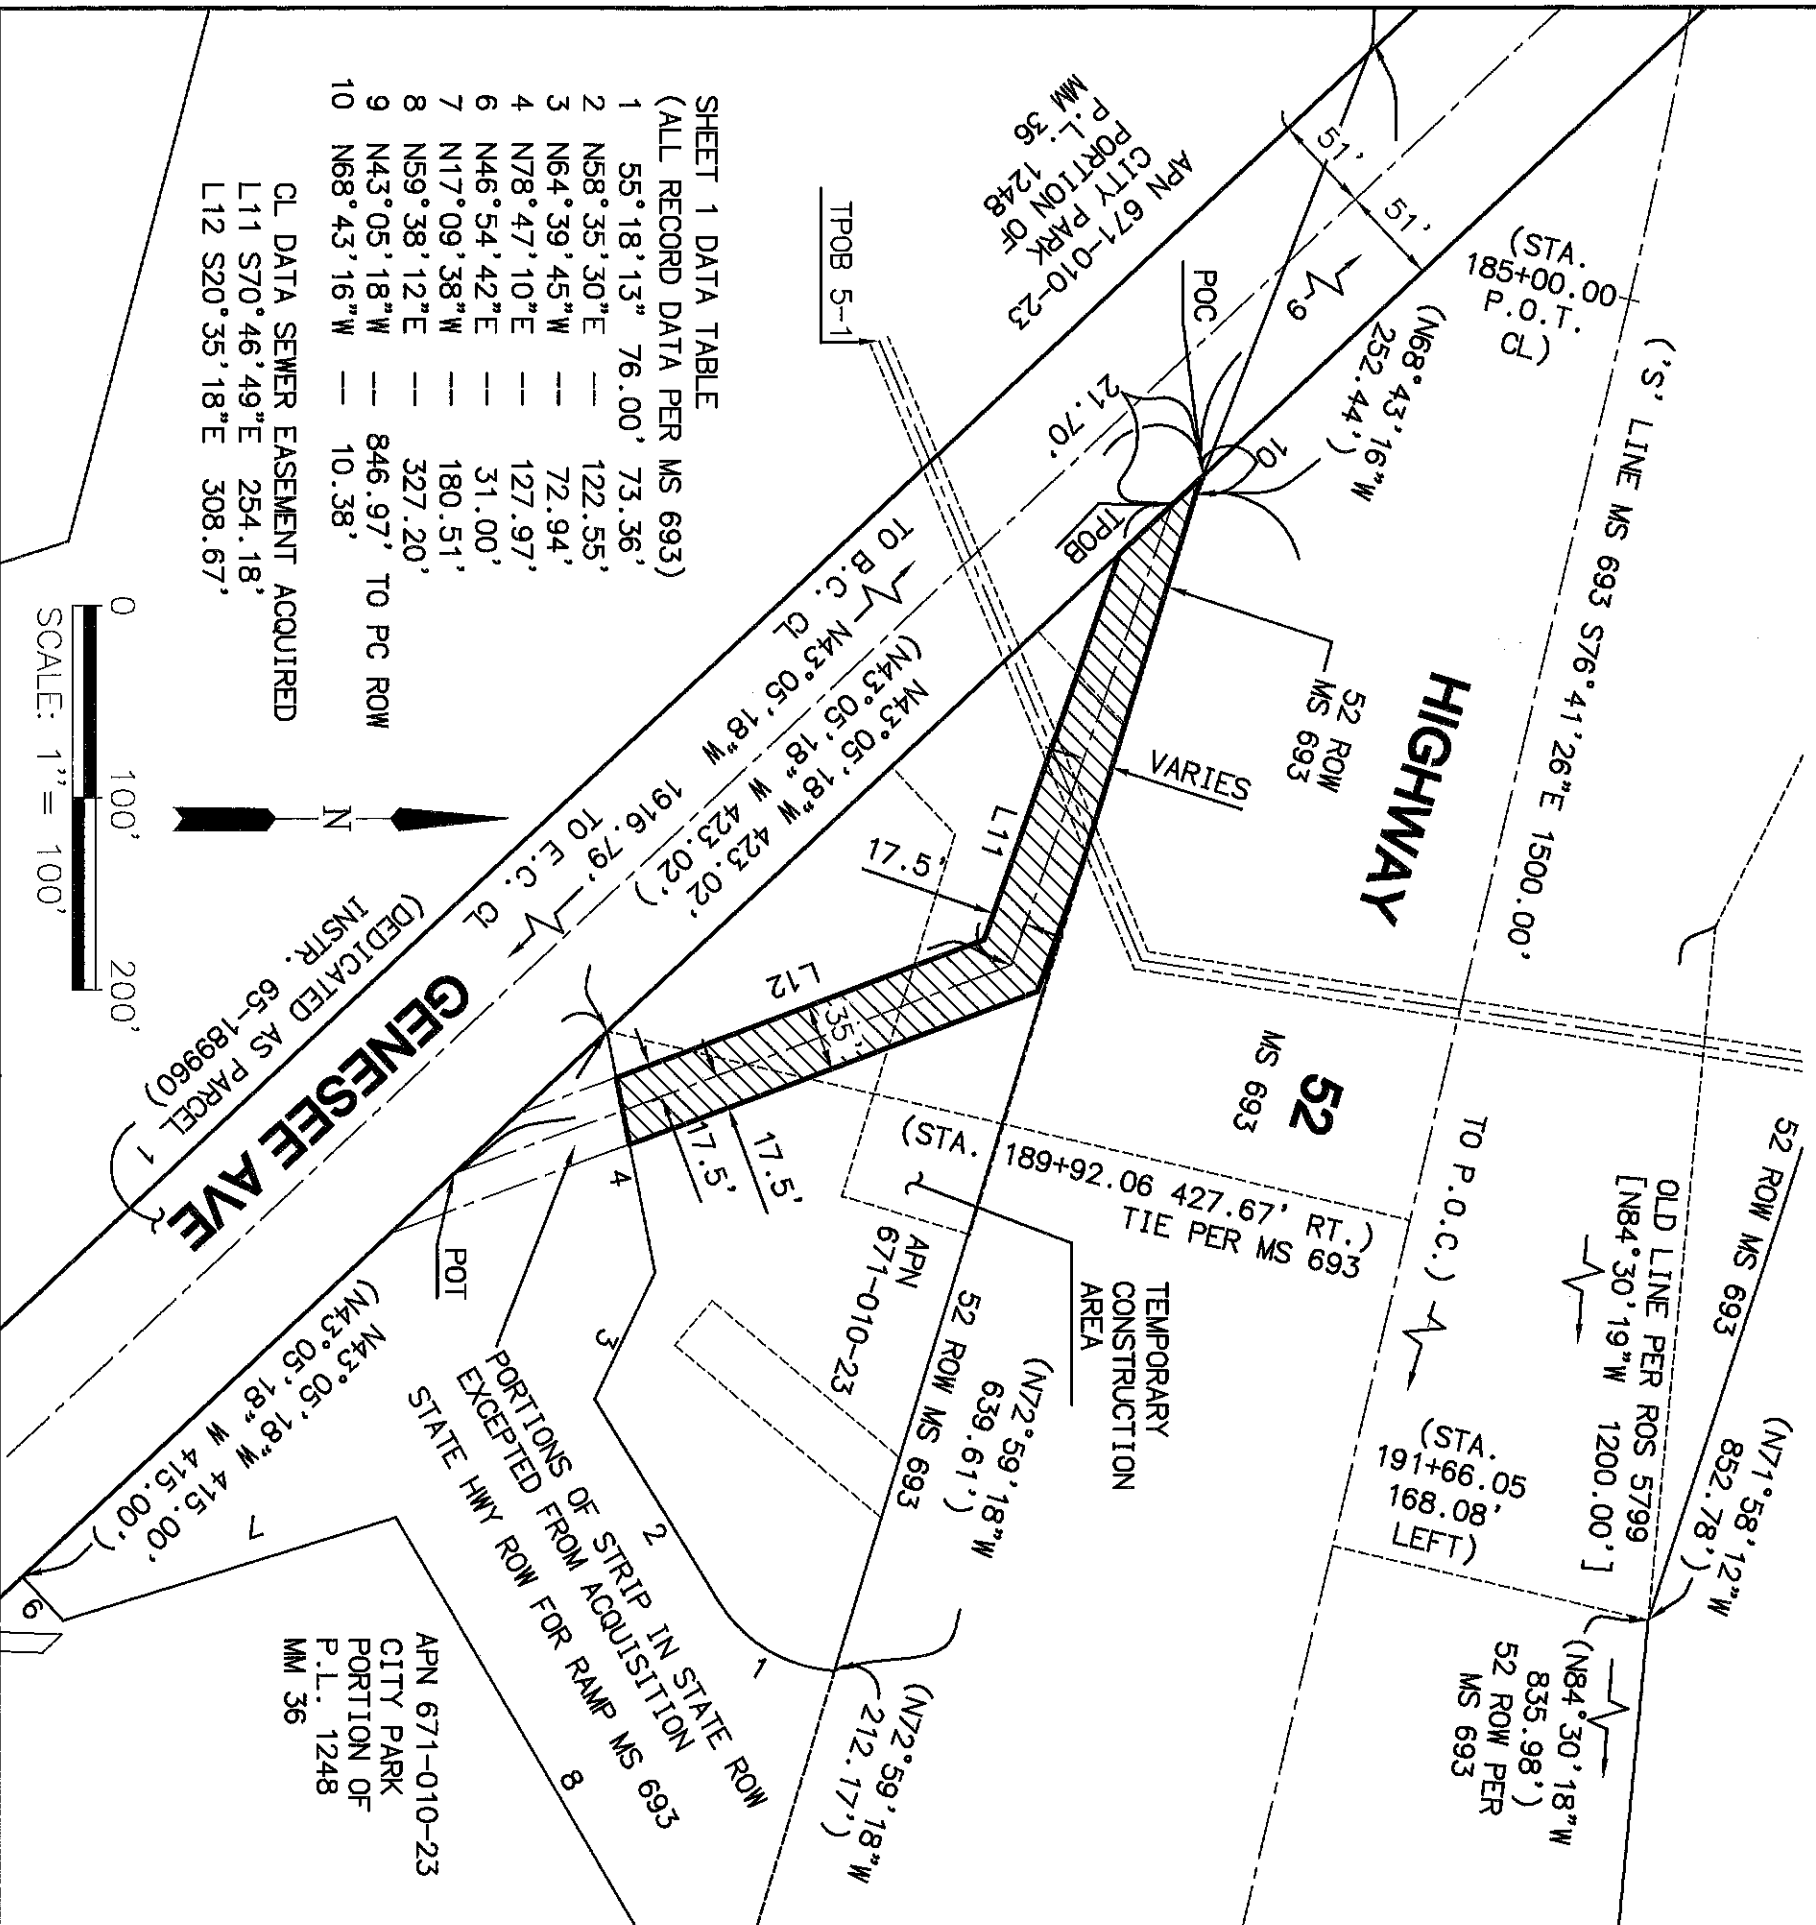 52 ROW MS 693
(N71°58'12"W
852.78')
OLD LINE PER ROS 5799
[N84°30'19"W 1200.00']
(N84°30'18"W
835.98')
52 ROW PER
MS 693
('S' LINE MS 693 S76°41'26"E 1500.00'
TO P.O.C.)
(STA.
185+00.00
P.O.T.
CL)
(STA.
191+66.05
168.08'
LEFT)
HIGHWAY
52
MS 693
(N68°43'16"W
252.44')
51'
51'
9
10
POC
21.70'
TPOB
52 ROW
MS 693
VARIES
(STA. 189+92.06 427.67' RT.)
TIE PER MS 693
TEMPORARY
CONSTRUCTION
AREA
(N72°59'18"W
639.61')
52 ROW MS 693
APN
671-010-23
(N72°59'18"W
212.17')
APN 671-010-23
CITY PARK
PORTION OF
P.L. 1248
MM 36
TPOB 5-1
L11
17.5'
L12
35'
17.5'
17.5'
4
3
2
1
TO B.C. CL
N43°05'18"W 1916.79'
TO E.C. CL
N43°05'18"W 423.02'
(N43°05'18" W 423.02')
PORTIONS OF STRIP IN STATE ROW
EXCEPTED FROM ACQUISITION
STATE HWY ROW FOR RAMP MS 693
POT
GENESEE AVE
(DEDICATED AS PARCEL 1
INSTR. 65-189960)
N43°05'18"W 415.00'
(N43°05'18" W 415.00')
7
6
8
APN 671-010-23
CITY PARK
PORTION OF
P.L. 1248
MM 36
SHEET 1 DATA TABLE
(ALL RECORD DATA PER MS 693)
1 55°18'13" 76.00' 73.36'
2 N58°35'30"E -- 122.55'
3 N64°39'45"W -- 72.94'
4 N78°47'10"E -- 127.97'
6 N46°54'42"E -- 31.00'
7 N17°09'38"W -- 180.51'
8 N59°38'12"E -- 327.20'
9 N43°05'18"W -- 846.97' TO PC ROW
10 N68°43'16"W -- 10.38'
CL DATA SEWER EASEMENT ACQUIRED
L11 S70°46'49"E 254.18'
L12 S20°35'18"E 308.67'
N
0 100' 200'
SCALE: 1"= 100'